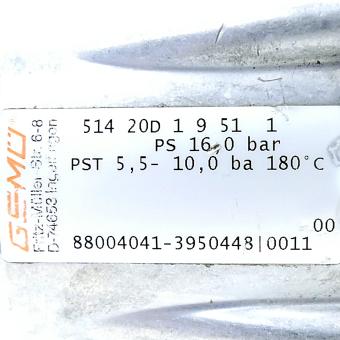 GEMÜ
Fritz-Müller-Str. 6-8
D-74653 Ingelfingen
514 20D 1 9 51 1
PS 16,0 bar
PST 5,5- 10,0 ba 180°C
00
88004041-3950448|0011